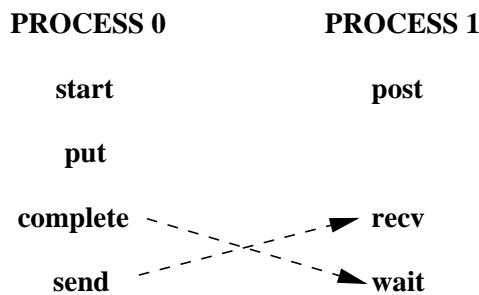 PROCESS 0 PROCESS 1
start post
put
complete recv
send wait